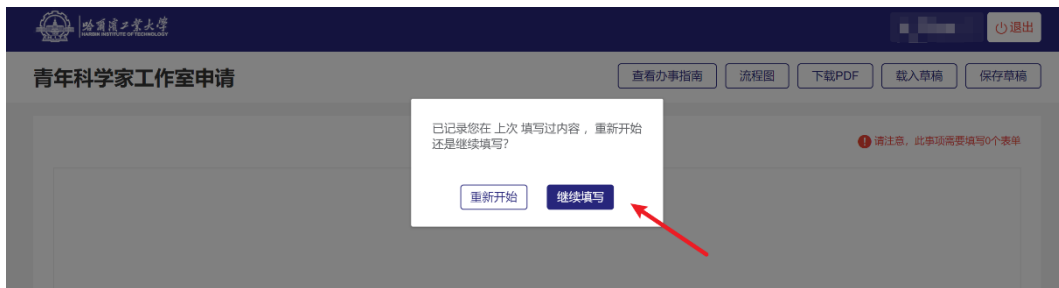 哈爾濱工業大學
HARBIN INSTITUTE OF TECHNOLOGY
退出
青年科学家工作室申请
查看办事指南 流程图 下载PDF 载入草稿 保存草稿
已记录您在 上次 填写过内容 ，重新开始
还是继续填写?
请注意，此事项需要填写0个表单
重新开始 继续填写